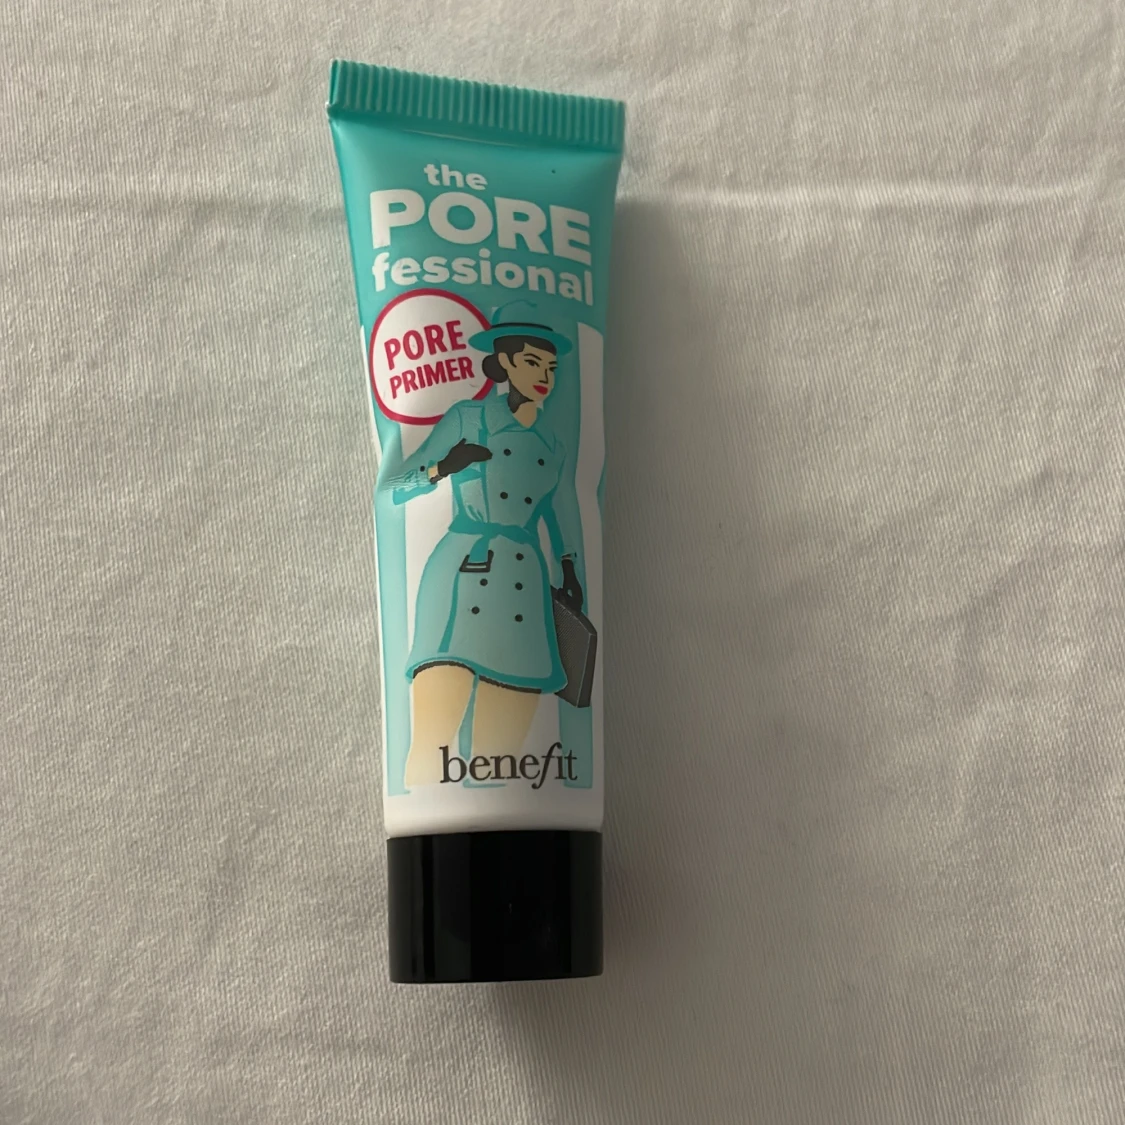 the
PORE
fessional
PORE
PRIMER
benefit